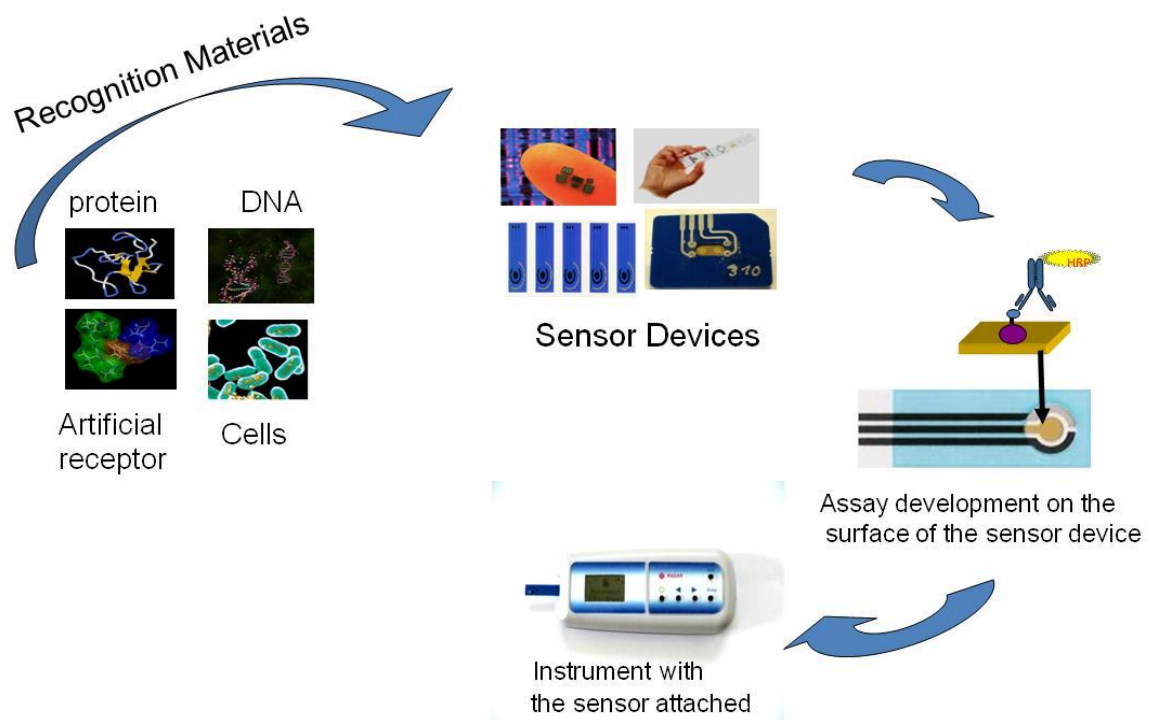 Recognition Materials
protein
DNA
Artificial
receptor
Cells
310
Sensor Devices
HRP
Assay development on the
surface of the sensor device
Instrument with
the sensor attached